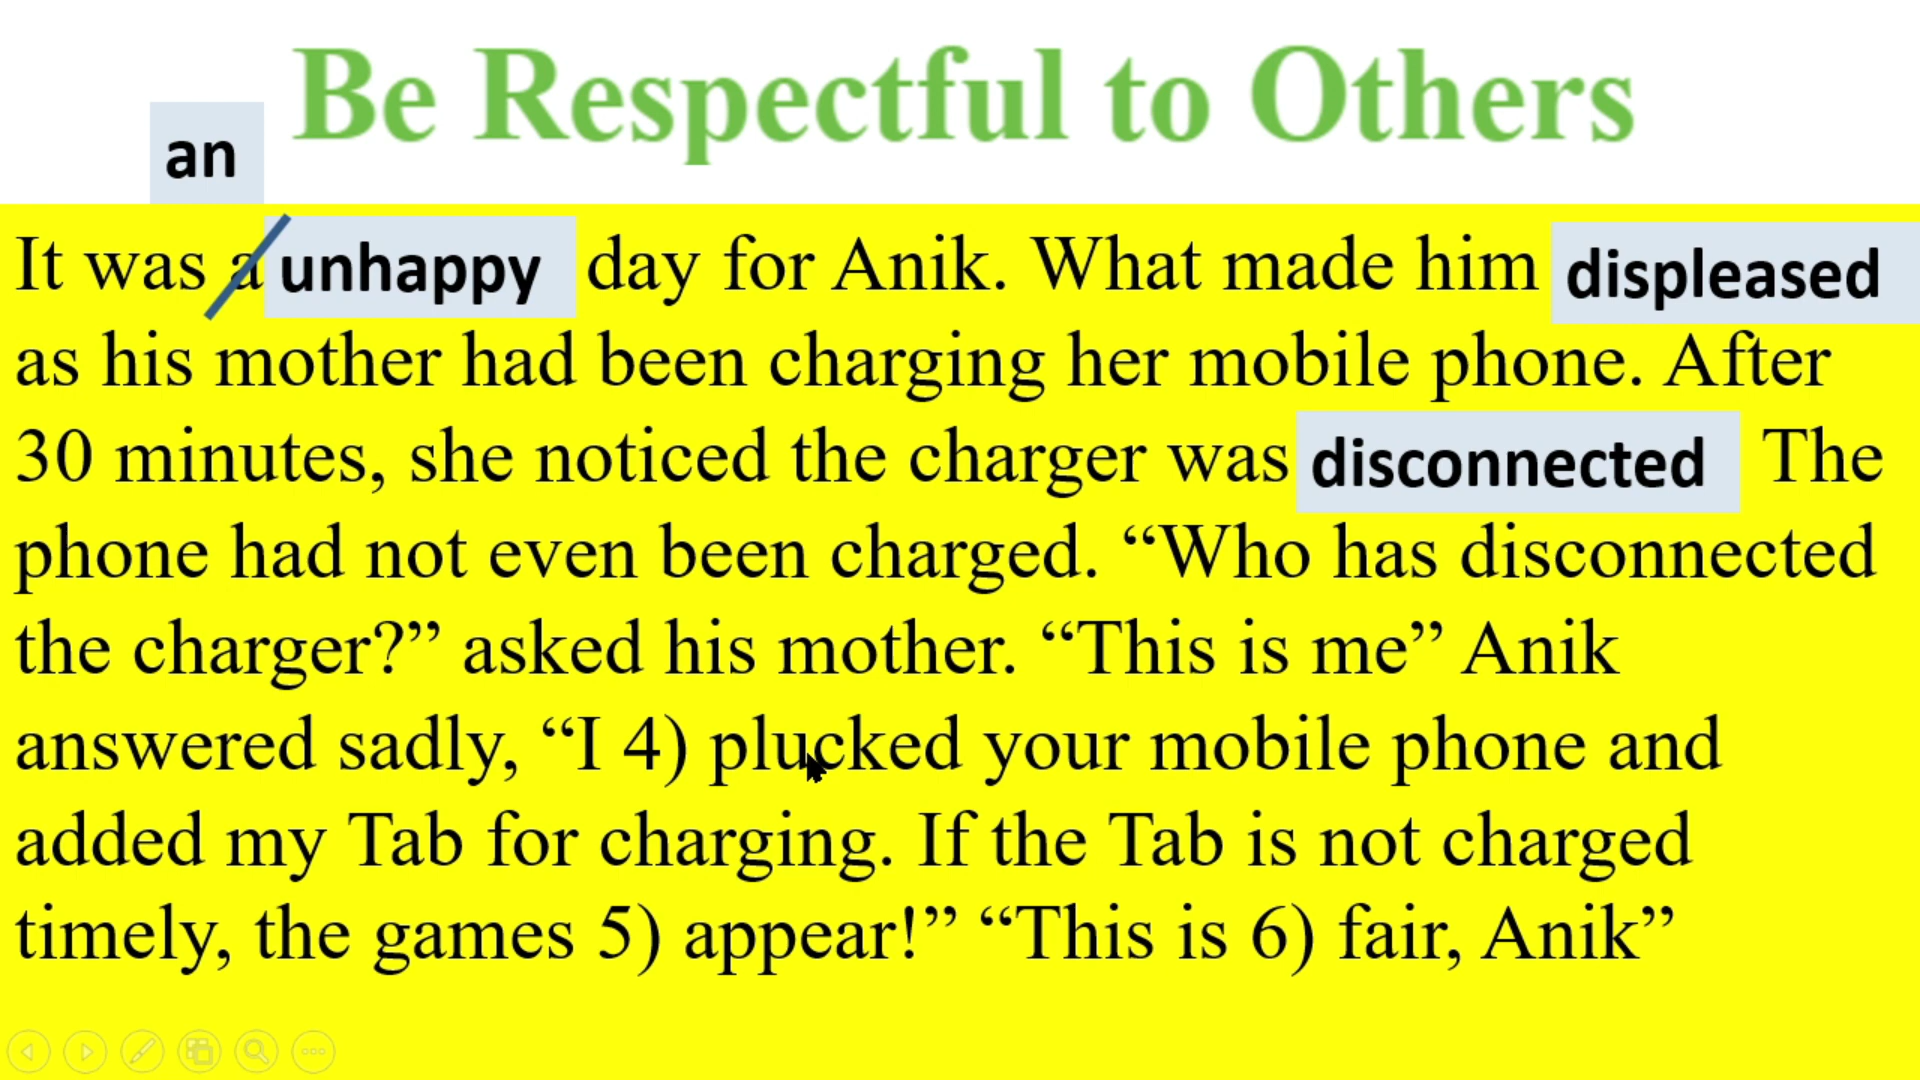 Be Respectful to Others
an
It was a unhappy day for Anik. What made him displeased
as his mother had been charging her mobile phone. After
30 minutes, she noticed the charger was disconnected The
phone had not even been charged. “Who has disconnected
the charger?” asked his mother. “This is me” Anik
answered sadly, “I 4) plucked your mobile phone and
added my Tab for charging. If the Tab is not charged
timely, the games 5) appear!” “This is 6) fair, Anik”